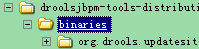 droolsjbpm-tools-distributi
binaries
org.drools.updatesit